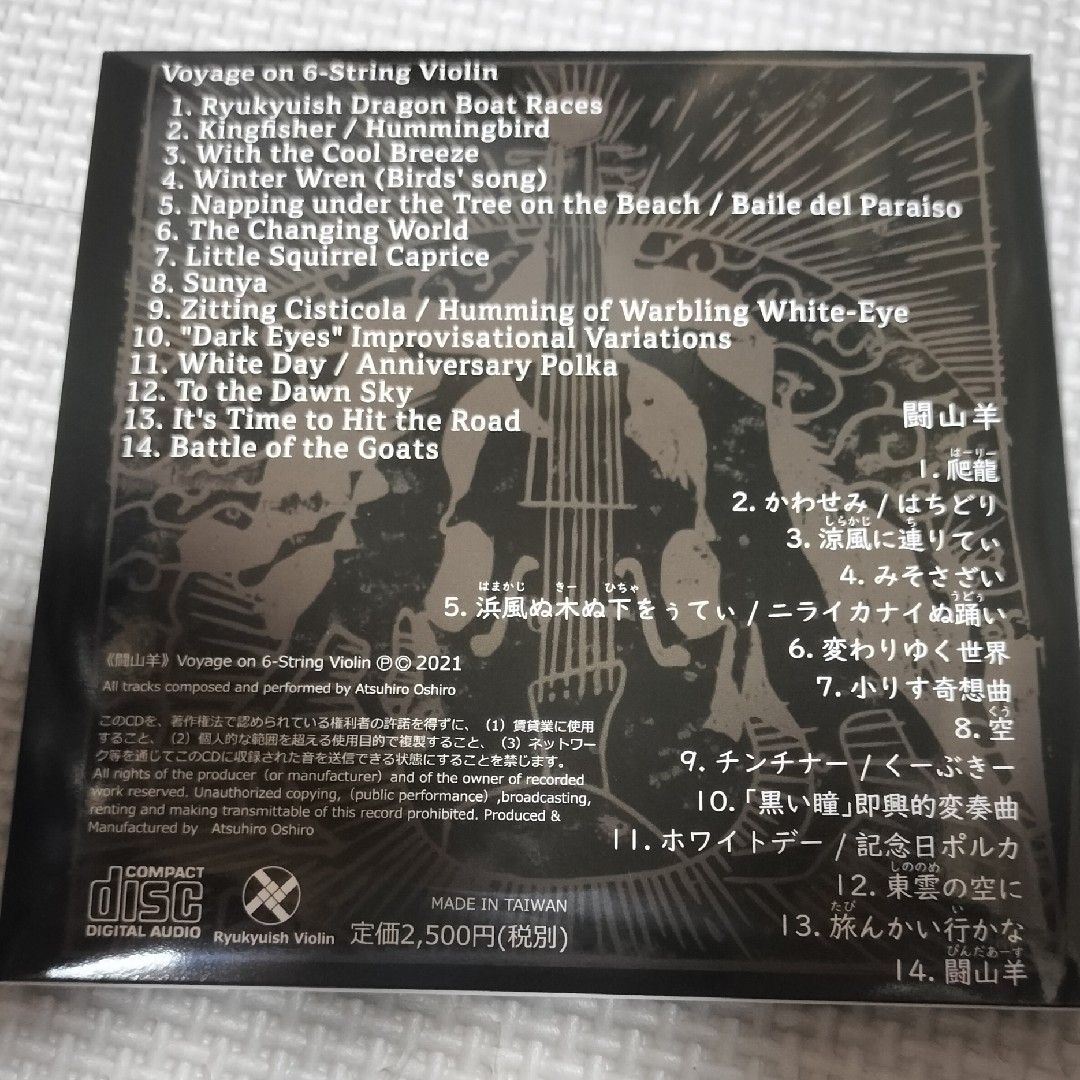 Voyage on 6-String Violin
1. Ryukyuish Dragon Boat Races
2. Kingfisher / Hummingbird
3. With the Cool Breeze
4. Winter Wren (Birds' song)
5. Napping under the Tree on the Beach / Baile del Paraiso
6. The Changing World
7. Little Squirrel Caprice
8. Sunya
9. Zitting Cisticola / Humming of Warbling White-Eye
10. "Dark Eyes" Improvisational Variations
11. White Day / Anniversary Polka
12. To the Dawn Sky
13. It's Time to Hit the Road
14. Battle of the Goats
闘山羊
ばーりー
1. 爬龍
2. かわせみ / はちどり
しらかじ ち
3. 涼風に連りてぃ
4. みそさざい
はまかじ きー ひちゃ うどぅ
5. 浜風ぬ木ぬ下をぅてぃ / ニライカナイぬ踊い
6. 変わりゆく世界
7. 小りす奇想曲
くう
8. 空
9. チンチナー / くーぶきー
10.「黒い瞳」即興的変奏曲
11. ホワイトデー / 記念日ポルカ
しののめ
12. 東雲の空に
たび い
13. 旅んかい行かな
ぴんだあーす
14. 闘山羊
《闘山羊》Voyage on 6-String Violin ℗© 2021
All tracks composed and performed by Atsuhiro Oshiro
このCDを、著作権法で認められている権利者の許諾を得ずに、（1）賃貸業に使用
すること、（2）個人的な範囲を超える使用目的で複製すること、（3）ネットワー
ク等を通じてこのCDに収録された音を送信できる状態にすることを禁じます。
All rights of the producer（or manufacturer）and of the owner of recorded
work reserved. Unauthorized copying,（public performance）,broadcasting,
renting and making transmittable of this record prohibited. Produced &
Manufactured by Atsuhiro Oshiro
COMPACT
disc
DIGITAL AUDIO
Ryukyuish Violin
MADE IN TAIWAN
定価2,500円(税別)